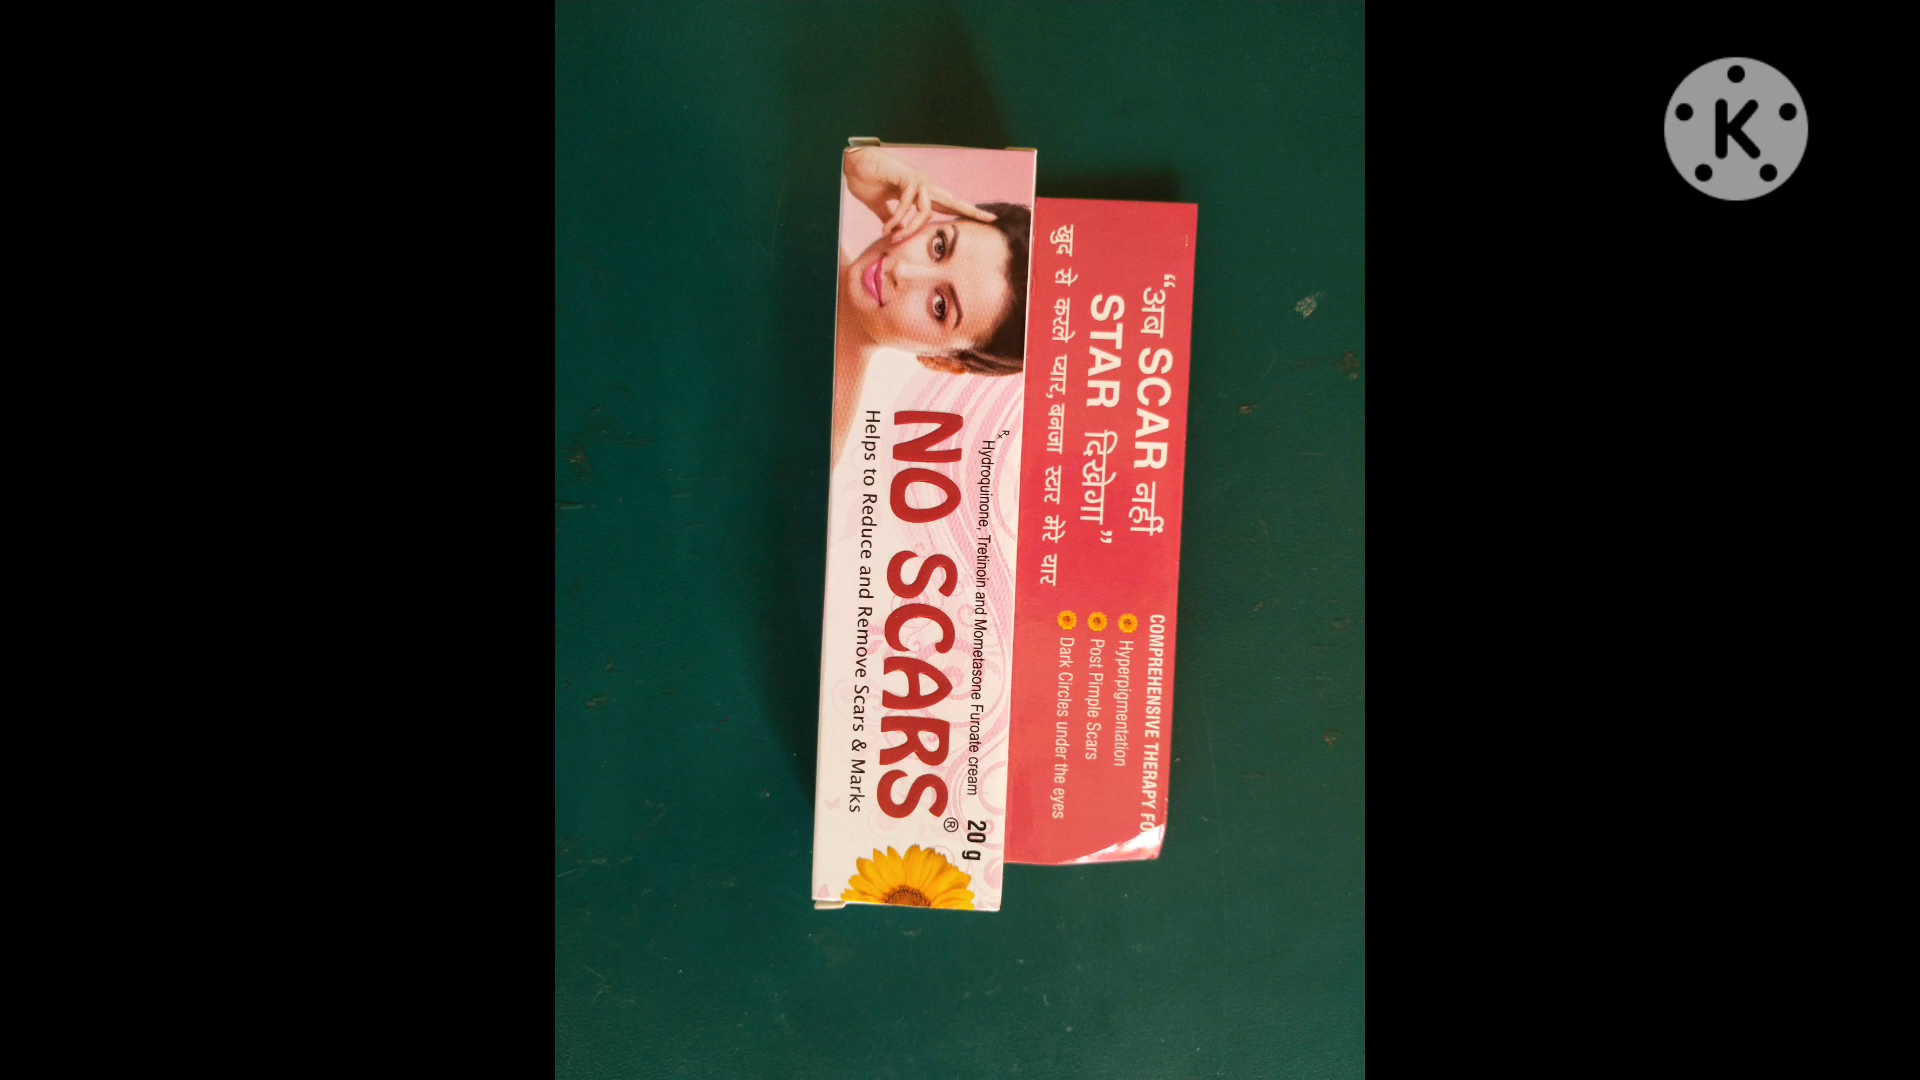 Rx
Hydroquinone, Tretinoin and Mometasone Furoate cream 20 g
NO SCARS®
Helps to Reduce and Remove Scars & Marks
“अब SCAR नहीं
STAR दिखेगा”
खुद से करले प्यार, बनजा स्टार मेरे यार
COMPREHENSIVE THERAPY FO
Hyperpigmentation
Post Pimple Scars
Dark Circles under the eyes
K